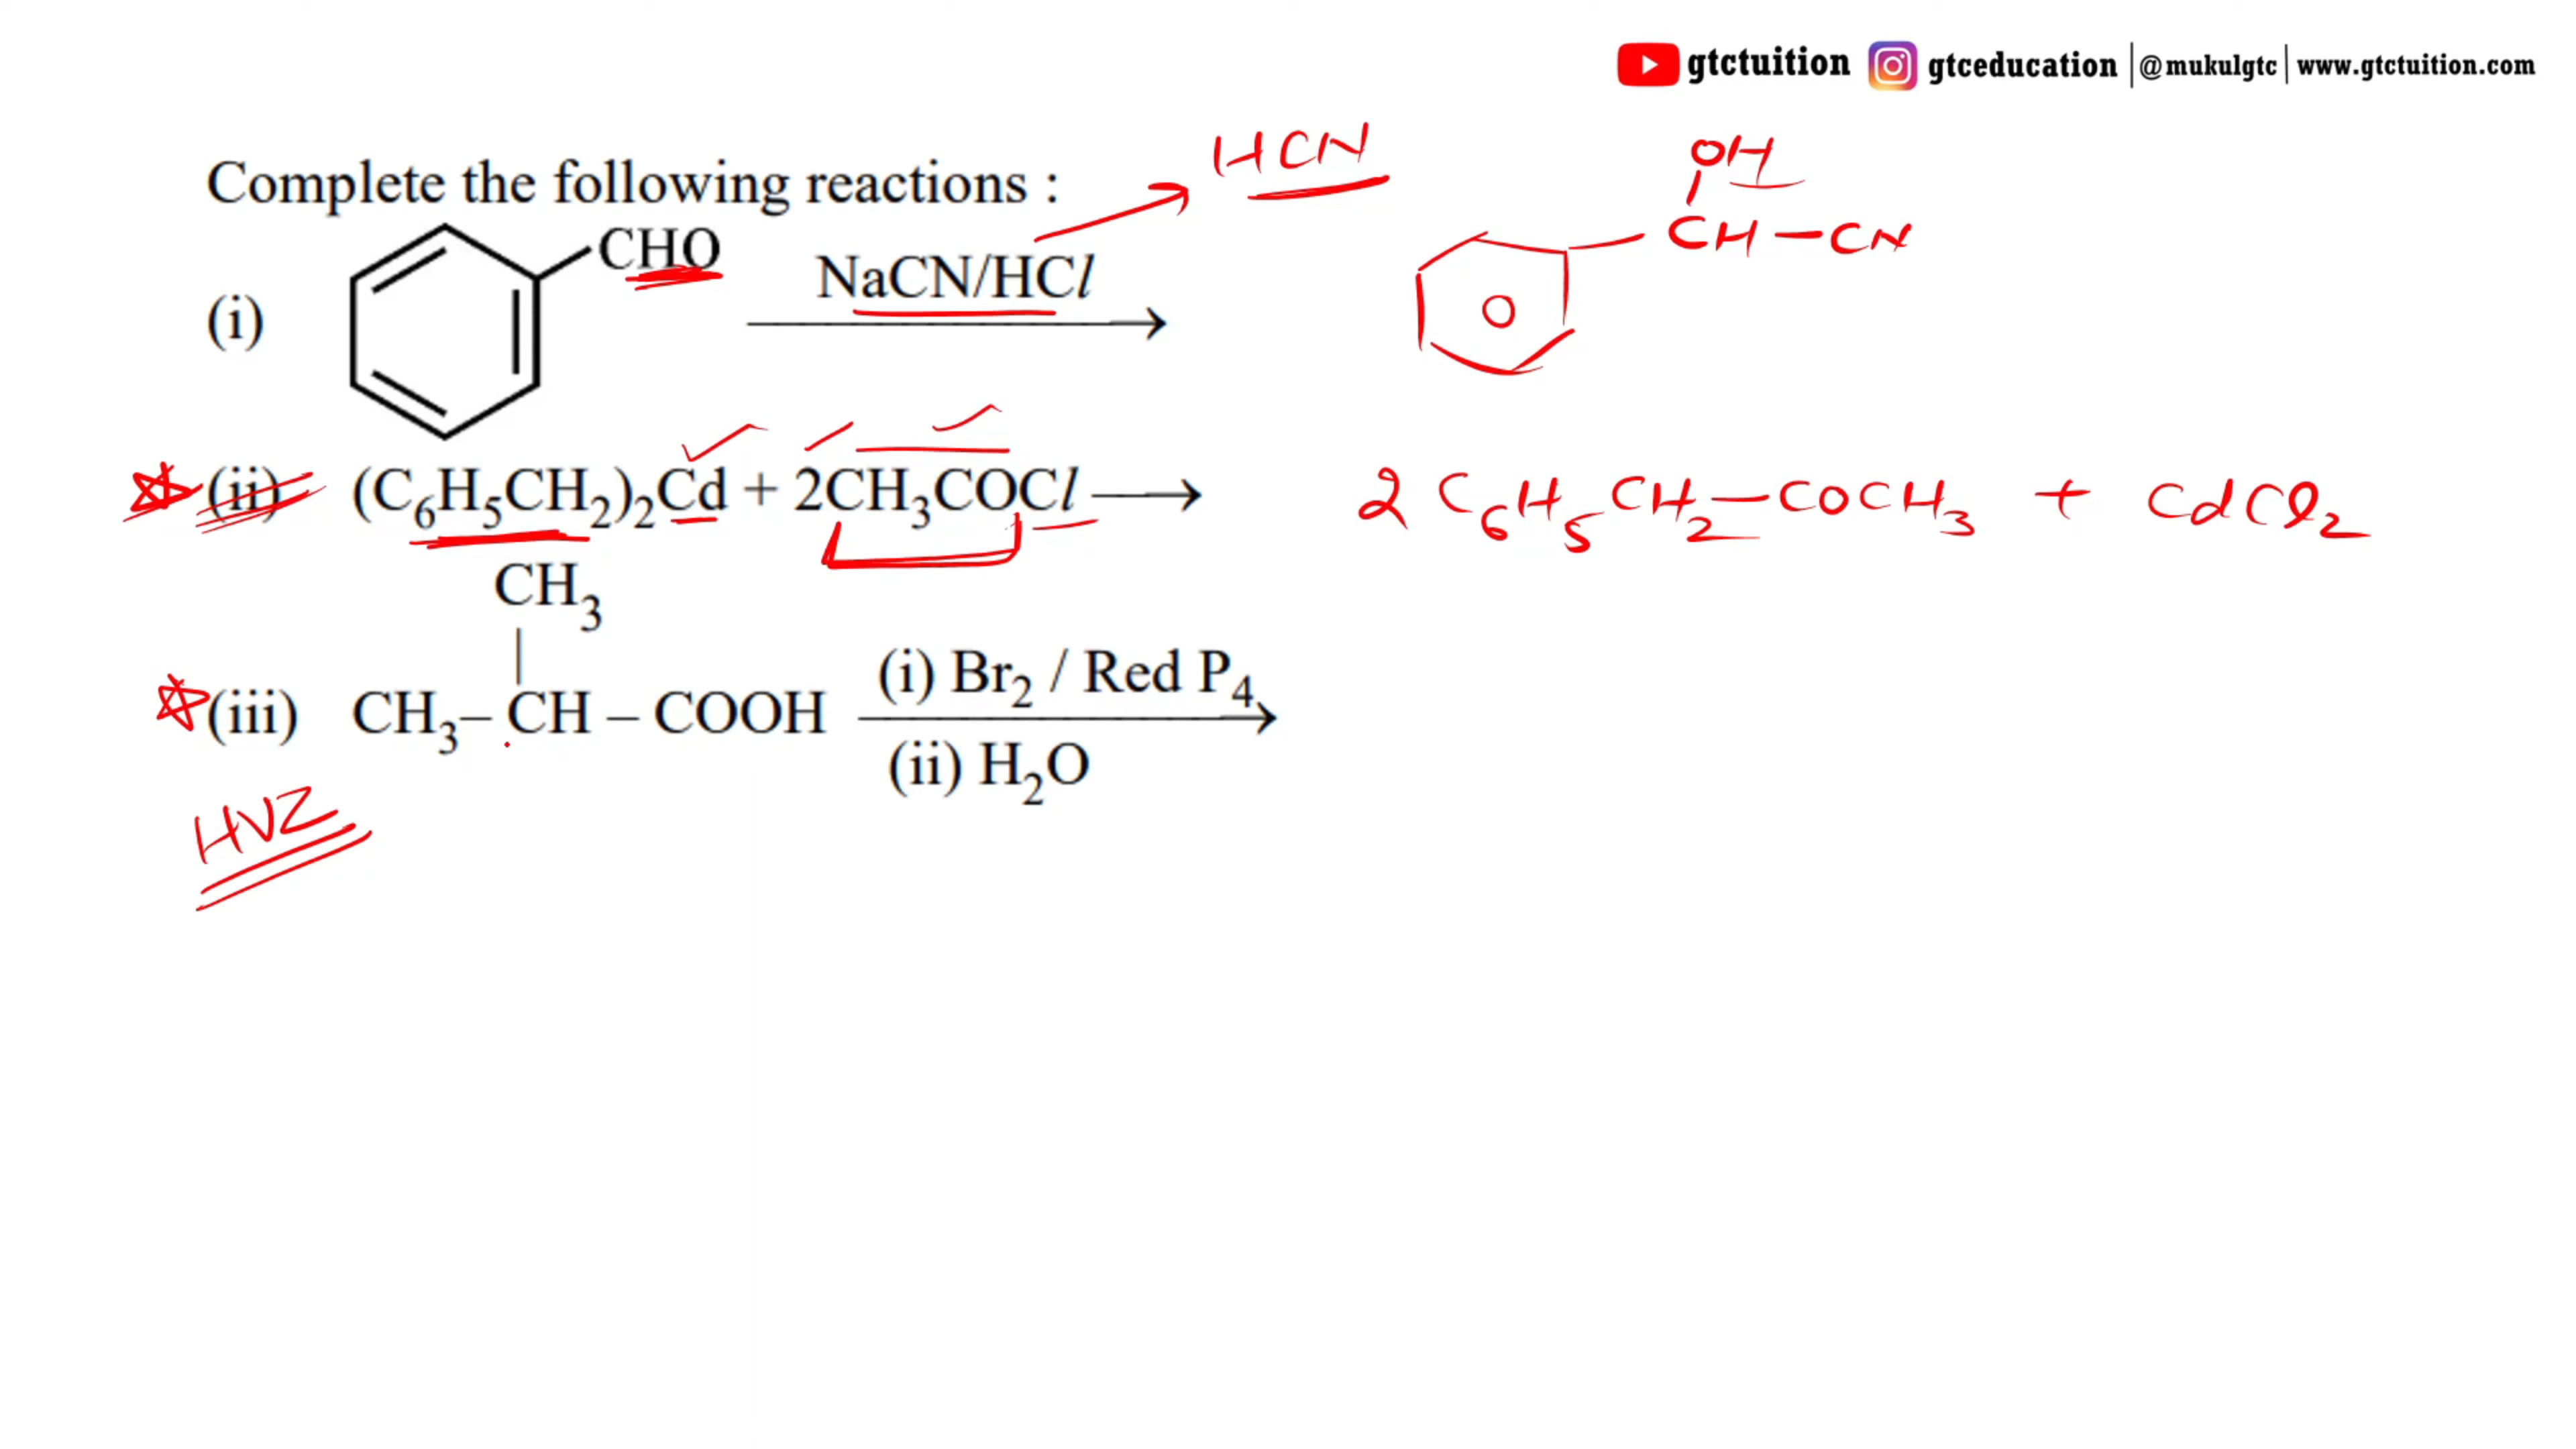 gtctuition gtceducation | @mukulgtc | www.gtctuition.com
HCN
OH
Complete the following reactions :
CHO
CH – CN
(i) NaCN/HCl
O
(ii) (C₆H₅CH₂)₂Cd + 2CH₃COCl ⟶ 2 C₆H₅CH₂–COCH₃ + CdCl₂
CH₃
(i) Br₂ / Red P₄
(iii) CH₃– CH – COOH
(ii) H₂O
HVZ